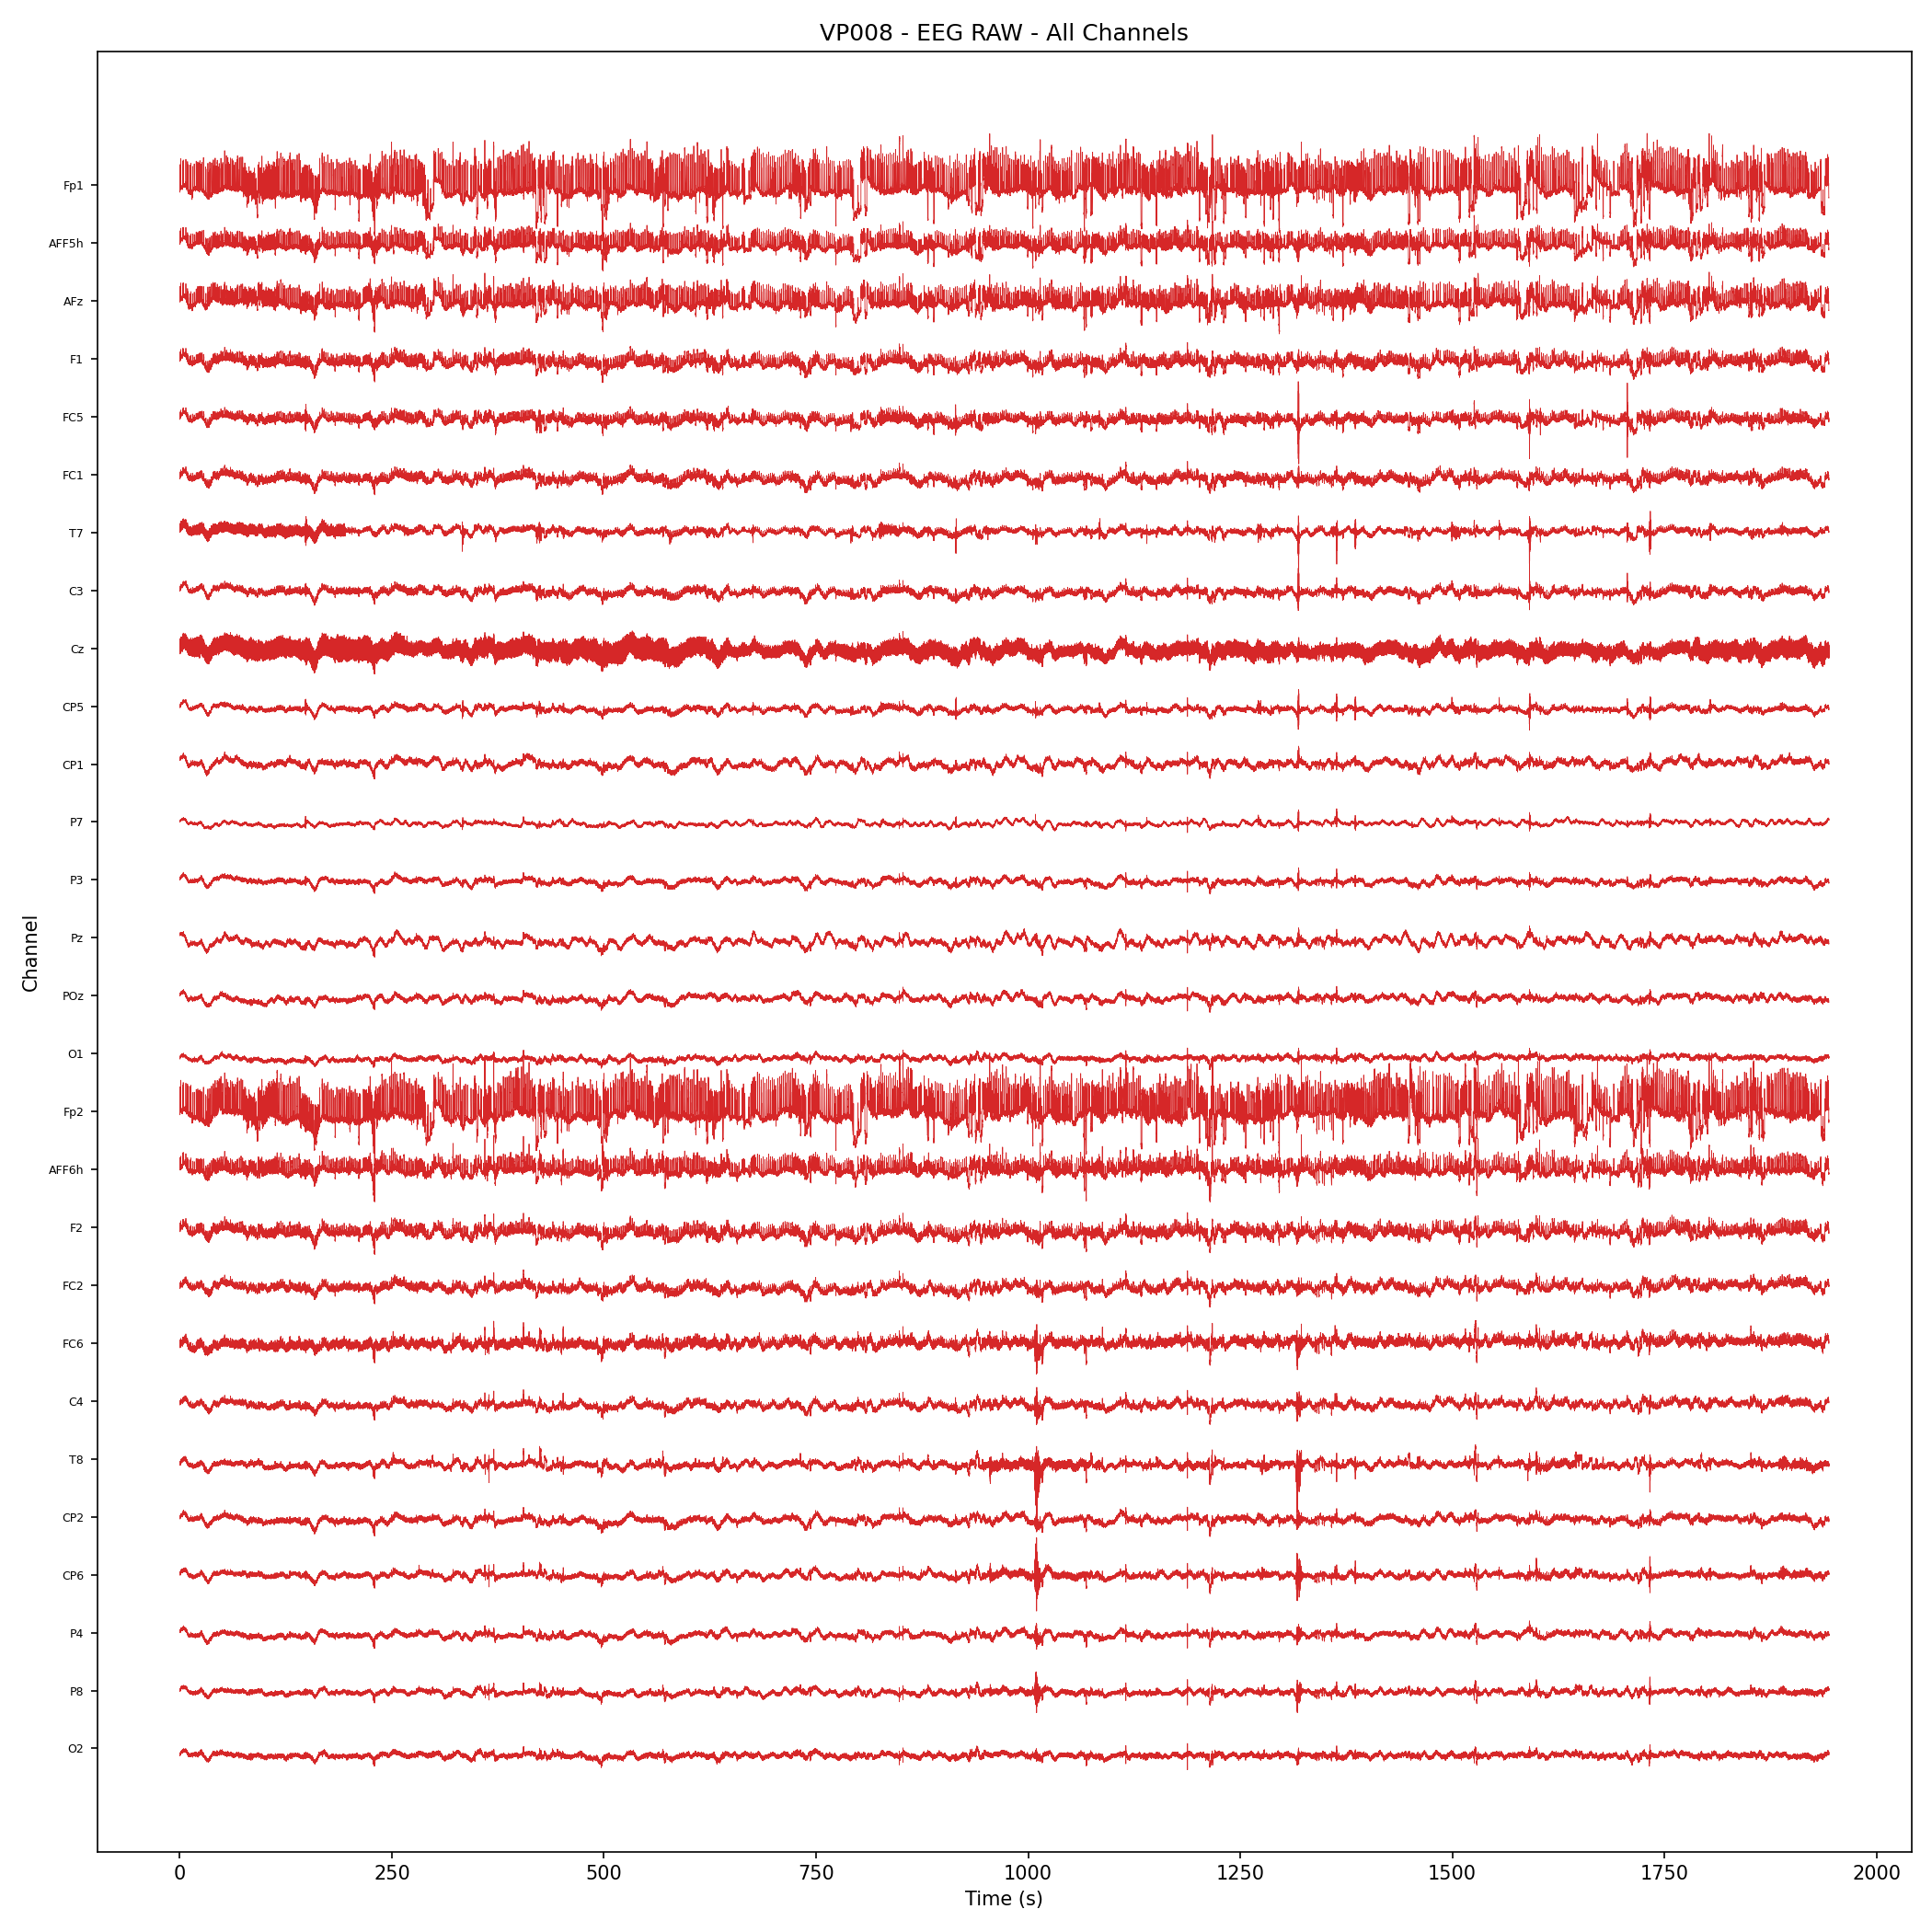 VP008 - EEG RAW - All Channels
Channel
Fp1
AFF5h
AFz
F1
FC5
FC1
T7
C3
Cz
CP5
CP1
P7
P3
Pz
POz
O1
Fp2
AFF6h
F2
FC2
FC6
C4
T8
CP2
CP6
P4
P8
O2
0 250 500 750 1000 1250 1500 1750 2000
Time (s)